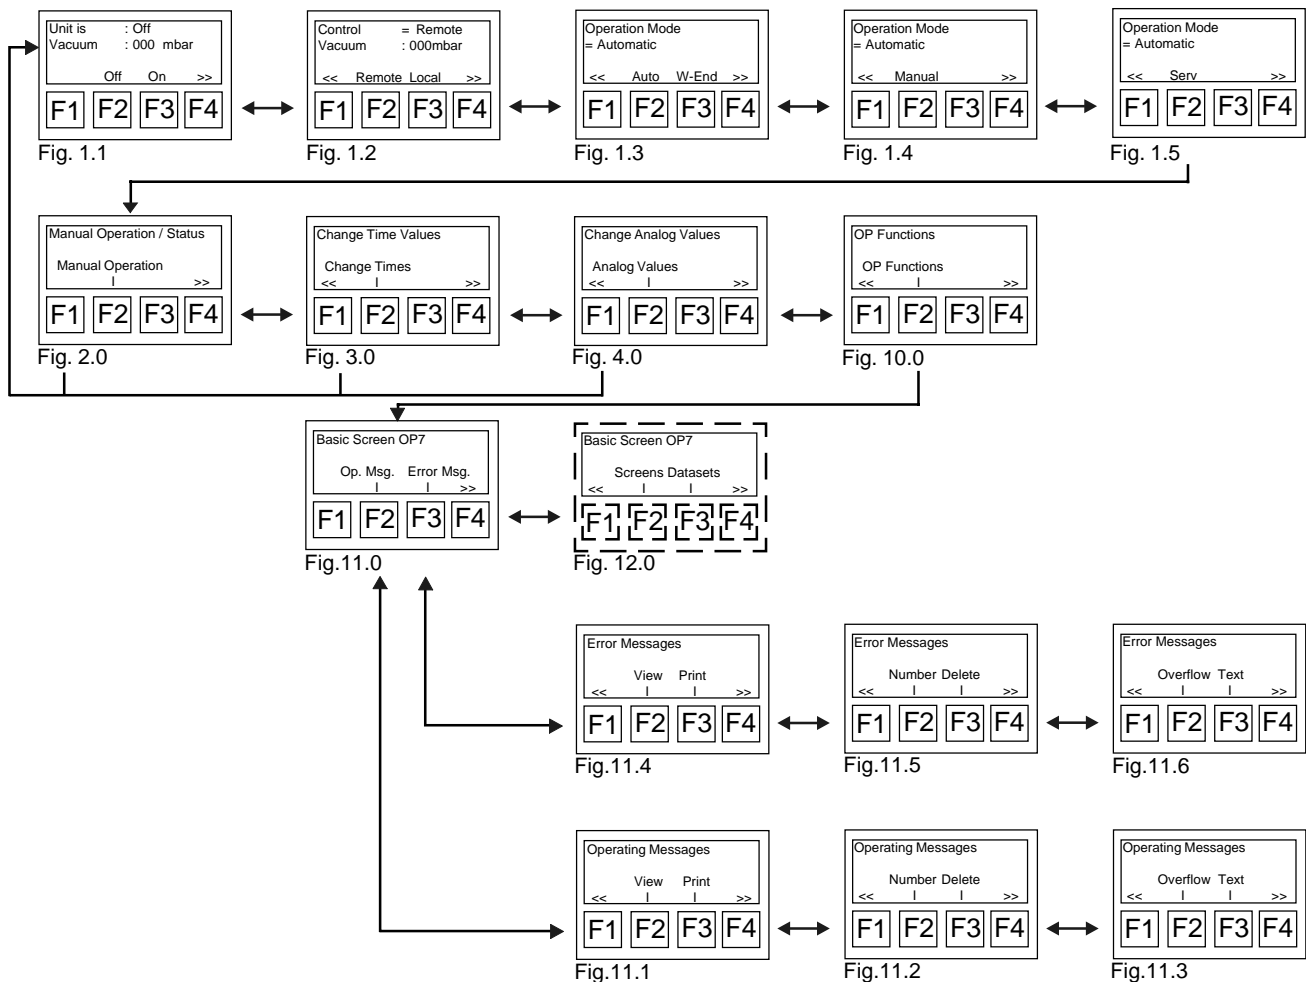 Unit is : Off
Vacuum : 000 mbar
Off On >>
F1 F2 F3 F4
Fig. 1.1
Control = Remote
Vacuum : 000mbar
<< Remote Local >>
F1 F2 F3 F4
Fig. 1.2
Operation Mode
= Automatic
<< Auto W-End >>
F1 F2 F3 F4
Fig. 1.3
Operation Mode
= Automatic
<< Manual >>
F1 F2 F3 F4
Fig. 1.4
Operation Mode
= Automatic
<< Serv >>
F1 F2 F3 F4
Fig. 1.5
Manual Operation / Status
Manual Operation
>>
F1 F2 F3 F4
Fig. 2.0
Change Time Values
Change Times
<< >>
F1 F2 F3 F4
Fig. 3.0
Change Analog Values
Analog Values
<< >>
F1 F2 F3 F4
Fig. 4.0
OP Functions
OP Functions
<< >>
F1 F2 F3 F4
Fig. 10.0
Basic Screen OP7
Op. Msg. Error Msg.
>>
F1 F2 F3 F4
Fig.11.0
Basic Screen OP7
Screens Datasets
<< >>
F1 F2 F3 F4
Fig. 12.0
Error Messages
View Print
<< >>
F1 F2 F3 F4
Fig.11.4
Error Messages
Number Delete
<< >>
F1 F2 F3 F4
Fig.11.5
Error Messages
Overflow Text
<< >>
F1 F2 F3 F4
Fig.11.6
Operating Messages
View Print
<< >>
F1 F2 F3 F4
Fig.11.1
Operating Messages
Number Delete
<< >>
F1 F2 F3 F4
Fig.11.2
Operating Messages
Overflow Text
<< >>
F1 F2 F3 F4
Fig.11.3